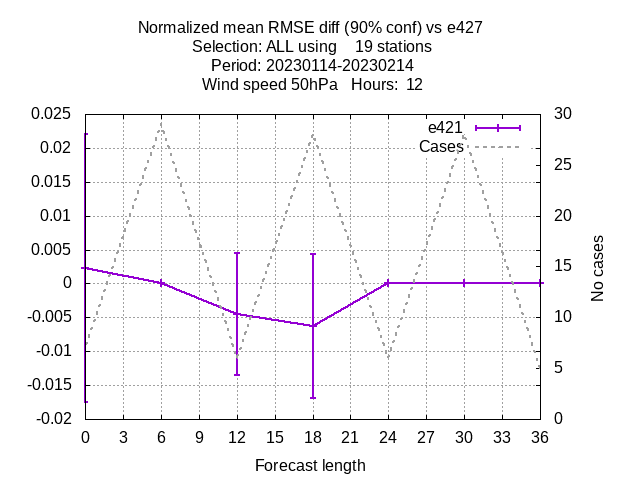 Normalized mean RMSE diff (90% conf) vs e427
Selection: ALL using 19 stations
Period: 20230114-20230214
Wind speed 50hPa Hours: 12
0.025
0.02
0.015
0.01
0.005
0
-0.005
-0.01
-0.015
-0.02
e421
Cases
30
25
20
15
10
5
0
No cases
0 3 6 9 12 15 18 21 24 27 30 33 36
Forecast length